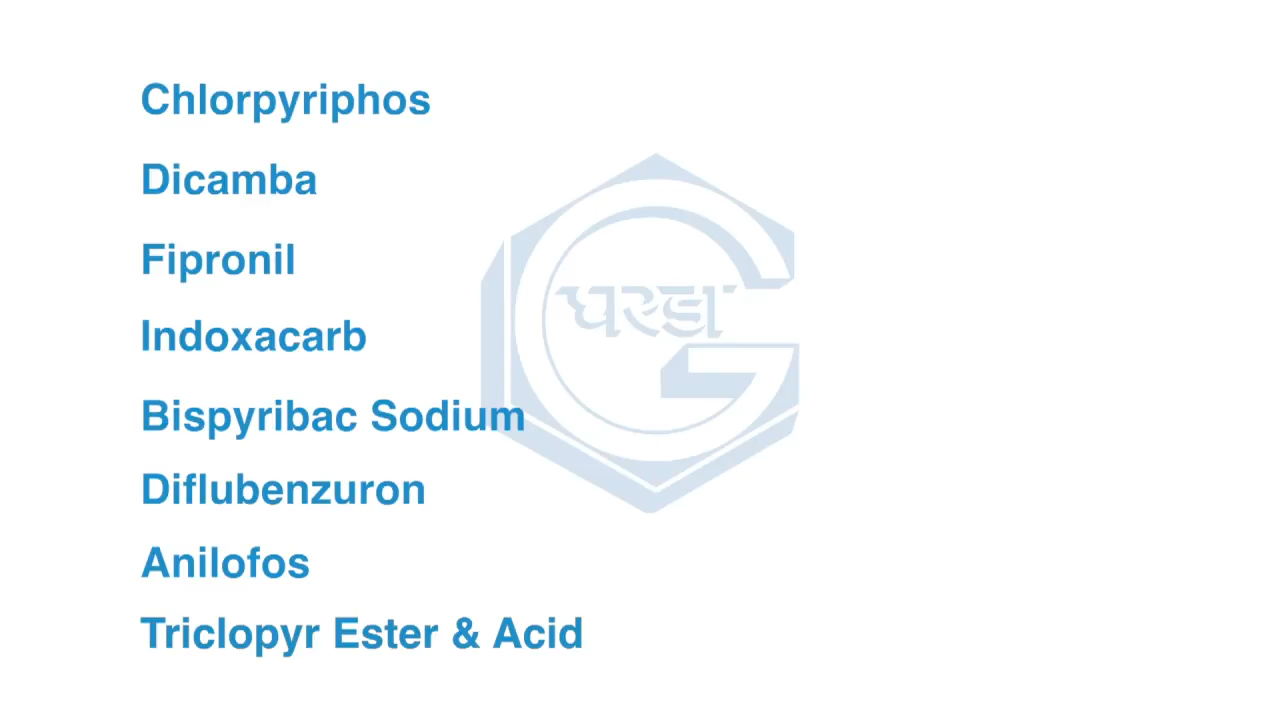 Chlorpyriphos
Dicamba
Fipronil
घरडा
Indoxacarb
Bispyribac Sodium
Diflubenzuron
Anilofos
Triclopyr Ester & Acid